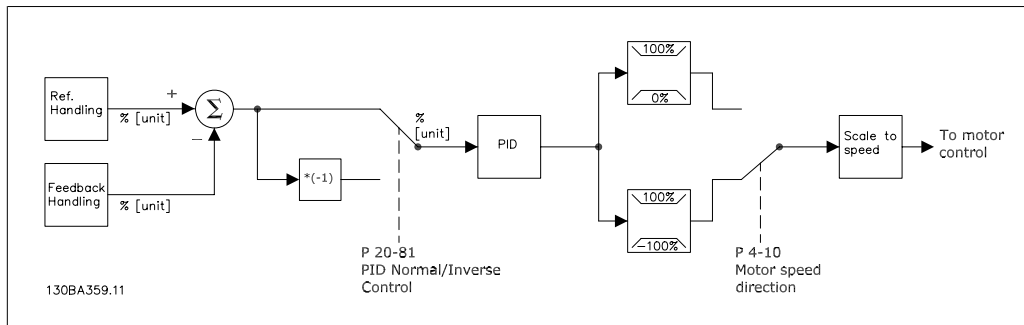 Ref.
Handling
% [unit]
+
Σ
−
Feedback
Handling
% [unit]
*(-1)
%
[unit]
P 20-81
PID Normal/Inverse
Control
PID
100%
0%
100%
-100%
P 4-10
Motor speed
direction
Scale to
speed
To motor
control
130BA359.11